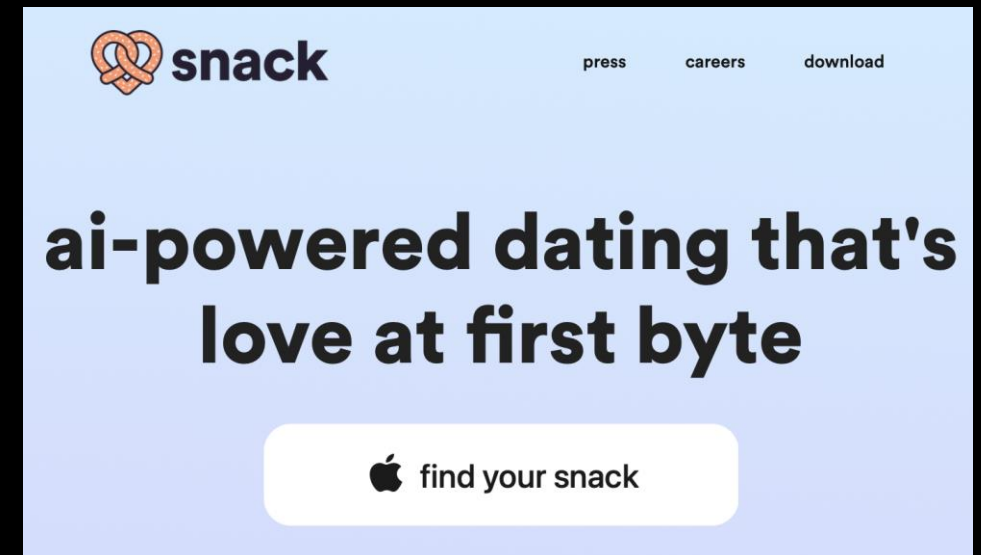 snack
press careers download
ai-powered dating that's
love at first byte
find your snack